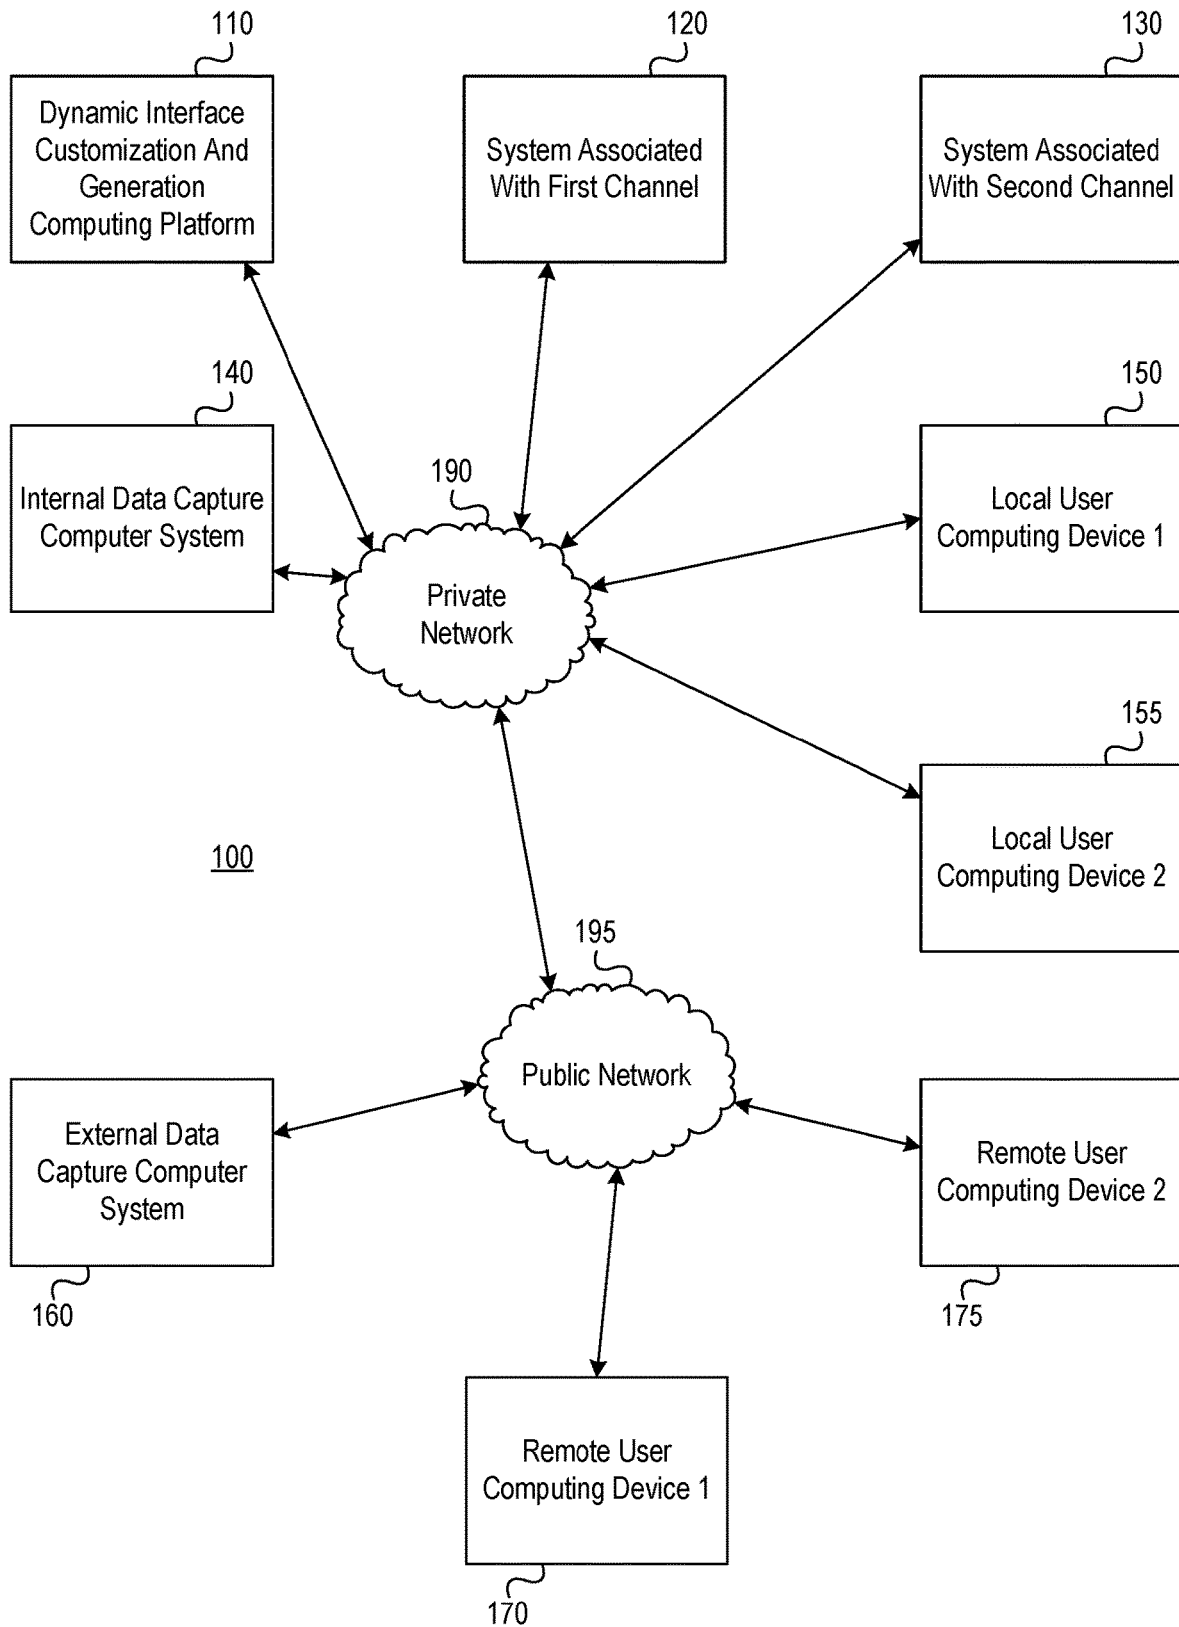 110
120
130
Dynamic Interface
Customization And
Generation
Computing Platform
System Associated
With First Channel
System Associated
With Second Channel
140
150
Internal Data Capture
Computer System
190
Private
Network
Local User
Computing Device 1
155
100
Local User
Computing Device 2
195
Public Network
External Data
Capture Computer
System
Remote User
Computing Device 2
160
175
Remote User
Computing Device 1
170